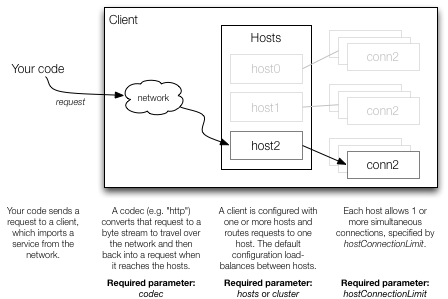 Client
Hosts
Your code
host0
conn2
request
network
host1
conn2
host2
conn2
Your code sends a
request to a client,
which imports a
service from the
network.
A codec (e.g. "http")
converts that request to a
byte stream to travel over
the network and then
back into a request when
it reaches the hosts.
Required parameter:
codec
A client is configured with
one or more hosts and
routes requests to one
host. The default
configuration load-
balances between hosts.
Required parameter:
hosts or cluster
Each host allows 1 or
more simultaneous
connections, specified by
hostConnectionLimit.
Required parameter:
hostConnectionLimit